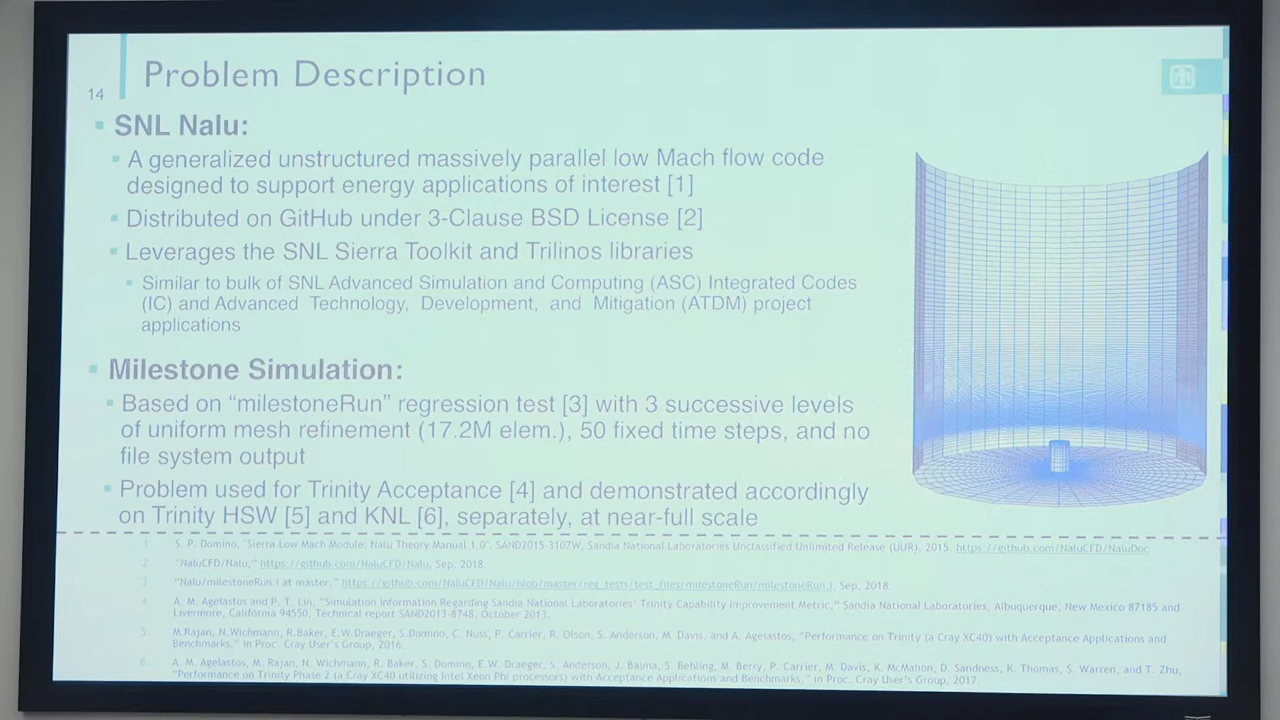 Problem Description
14
SNL Nalu:
A generalized unstructured massively parallel low Mach flow code
designed to support energy applications of interest [1]
Distributed on GitHub under 3-Clause BSD License [2]
Leverages the SNL Sierra Toolkit and Trilinos libraries
Similar to bulk of SNL Advanced Simulation and Computing (ASC) Integrated Codes
(IC) and Advanced Technology, Development, and Mitigation (ATDM) project
applications
Milestone Simulation:
Based on “milestoneRun” regression test [3] with 3 successive levels
of uniform mesh refinement (17.2M elem.), 50 fixed time steps, and no
file system output
Problem used for Trinity Acceptance [4] and demonstrated accordingly
on Trinity HSW [5] and KNL [6], separately, at near-full scale
1. S. P. Domino, "Sierra Low Mach Module: Nalu Theory Manual 1.0", SAND2015-3107W, Sandia National Laboratories Unclassified Unlimited Release (UUR), 2015. https://github.com/NaluCFD/NaluDoc
2. "NaluCFD/Nalu," https://github.com/NaluCFD/Nalu, Sep. 2018.
3. "Nalu/milestoneRun.i at master." https://github.com/NaluCFD/Nalu/blob/master/reg_tests/test_files/milestoneRun/milestoneRun.i, Sep. 2018.
4. A. M. Agelastos and P. T. Lin, "Simulation Information Regarding Sandia National Laboratories' Trinity Capability Improvement Metric," Sandia National Laboratories, Albuquerque, New Mexico 87185 and
Livermore, California 94550, Technical report SAND2013-8748, October 2013.
5. M.Rajan, N.Wichmann, R.Baker, E.W.Draeger, S.Domino, C. Nuss, P. Carrier, R. Olson, S. Anderson, M. Davis, and A. Agelastos, "Performance on Trinity (a Cray XC40) with Acceptance Applications and
Benchmarks," in Proc. Cray User's Group, 2016.
6. A. M. Agelastos, M. Rajan, N. Wichmann, R. Baker, S. Domino, E.W. Draeger, S. Anderson, J. Balma, S. Behling, M. Berry, P. Carrier, M. Davis, K. McMahon, D. Sandness, K. Thomas, S. Warren, and T. Zhu,
"Performance on Trinity Phase 2 (a Cray XC40 utilizing Intel Xeon Phi processors) with Acceptance Applications and Benchmarks," in Proc. Cray User's Group, 2017.